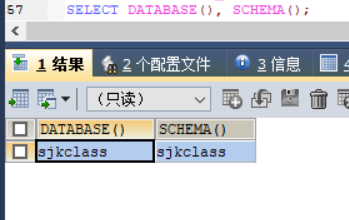 57 SELECT DATABASE(), SCHEMA();
1 结果 2 个配置文件 3 信息
（只读）
DATABASE() SCHEMA()
sjkclass sjkclass